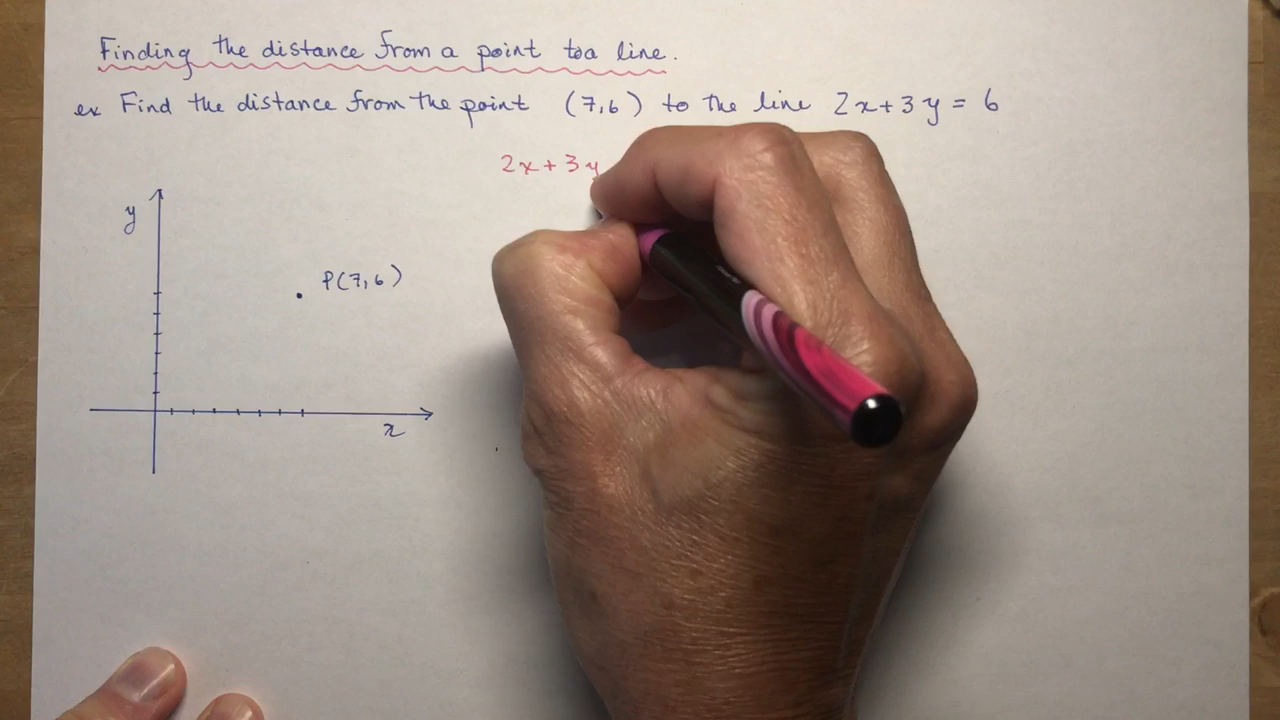 Finding the distance from a point to a line.
ex Find the distance from the point (7,6) to the line 2x+3y = 6
2x+3y
y
P(7,6)
x